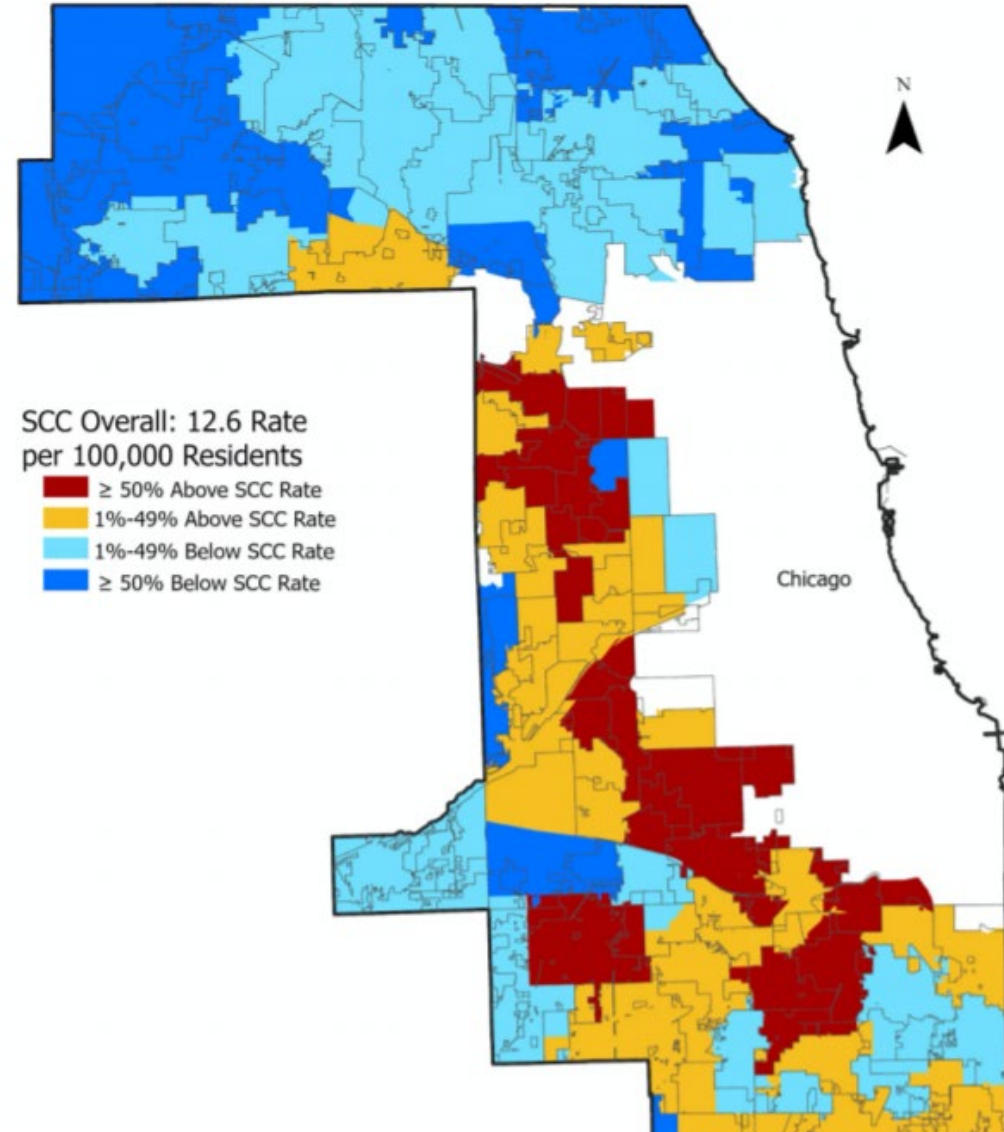 N
SCC Overall: 12.6 Rate
per 100,000 Residents
≥ 50% Above SCC Rate
1%-49% Above SCC Rate
1%-49% Below SCC Rate
≥ 50% Below SCC Rate
Chicago